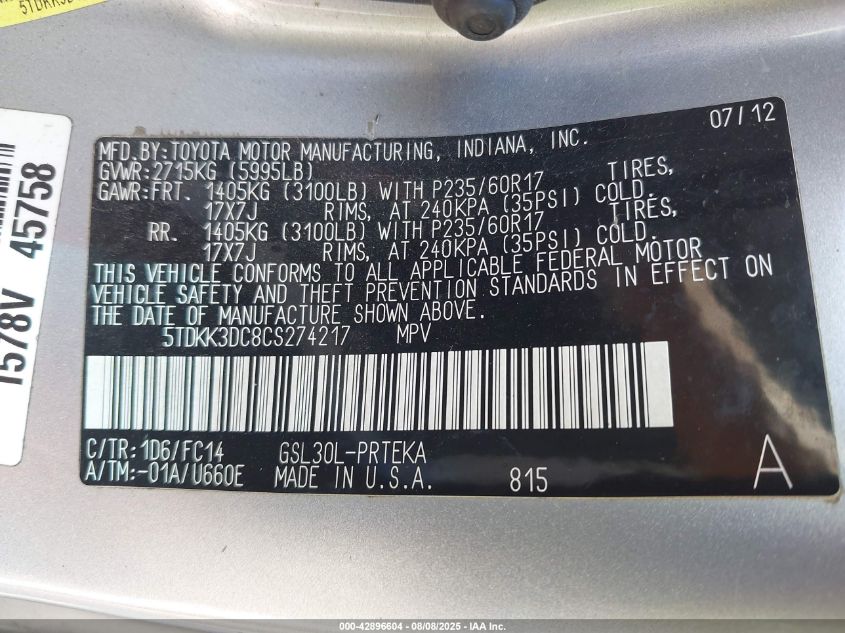 07/12
MFD.BY:TOYOTA MOTOR MANUFACTURING, INDIANA, INC.
GVWR:2715KG (5995LB)
GAWR:FRT. 1405KG (3100LB) WITH P235/60R17 TIRES,
17X7J RIMS, AT 240KPA (35PSI) COLD.
RR. 1405KG (3100LB) WITH P235/60R17 TIRES,
17X7J RIMS, AT 240KPA (35PSI) COLD.
THIS VEHICLE CONFORMS TO ALL APPLICABLE FEDERAL MOTOR
VEHICLE SAFETY AND THEFT PREVENTION STANDARDS IN EFFECT ON
THE DATE OF MANUFACTURE SHOWN ABOVE.
5TDKK3DC8CS274217 MPV
C/TR:1D6/FC14 GSL30L-PRTEKA
A/TM:-01A/U660E MADE IN U.S.A. 815 A
1578V 45758
000-42896604 - 08/08/2025 - IAA Inc.